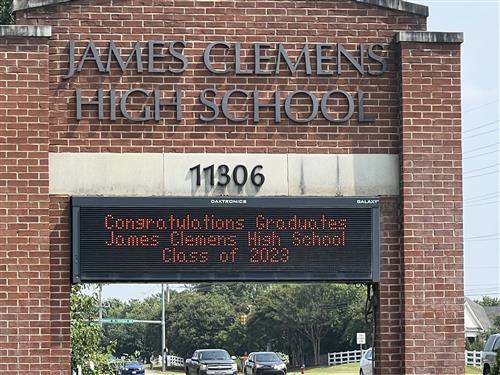 JAMES CLEMENS
HIGH SCHOOL
11306
DAKTRONICS GALAXY
Congratulations Graduates
James Clemens High School
Class of 2023